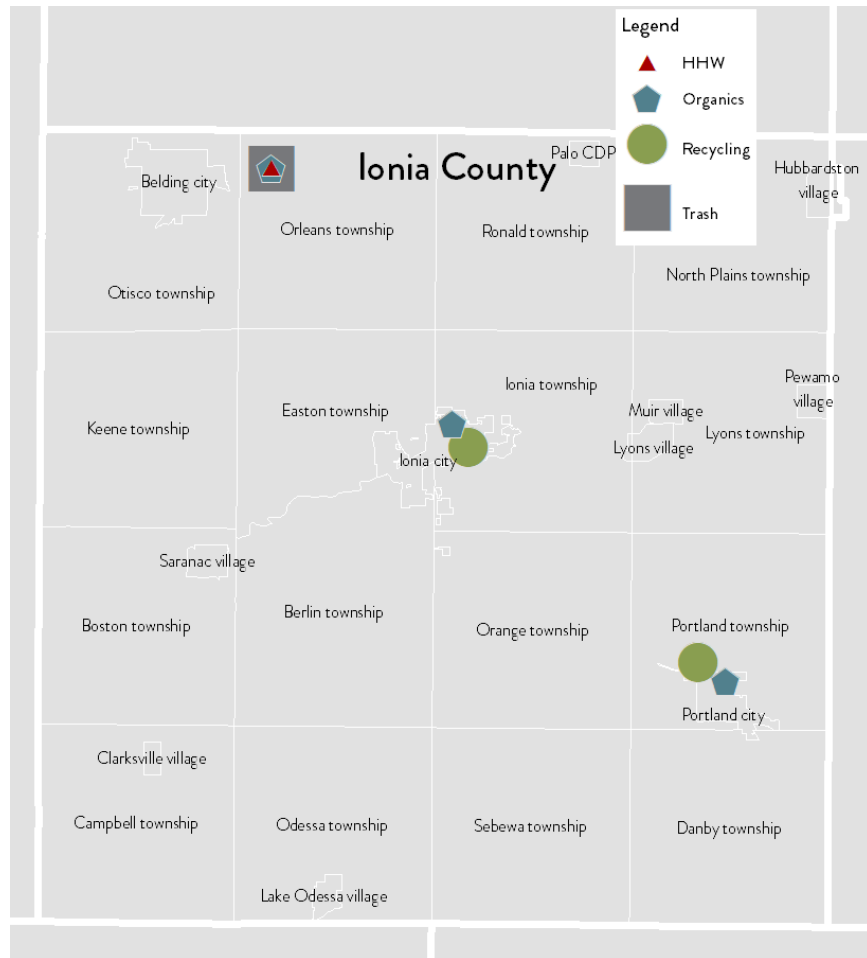 Legend
HHW
Organics
Recycling
Trash
Ionia County
Palo CDP
Belding city
Hubbardston
village
Orleans township
Ronald township
North Plains township
Otisco township
Pewamo
village
Ionia township
Easton township
Muir village
Keene township
Lyons township
Lyons village
Ionia city
Saranac village
Berlin township
Boston township
Orange township
Portland township
Portland city
Clarksville village
Campbell township
Odessa township
Sebewa township
Danby township
Lake Odessa village